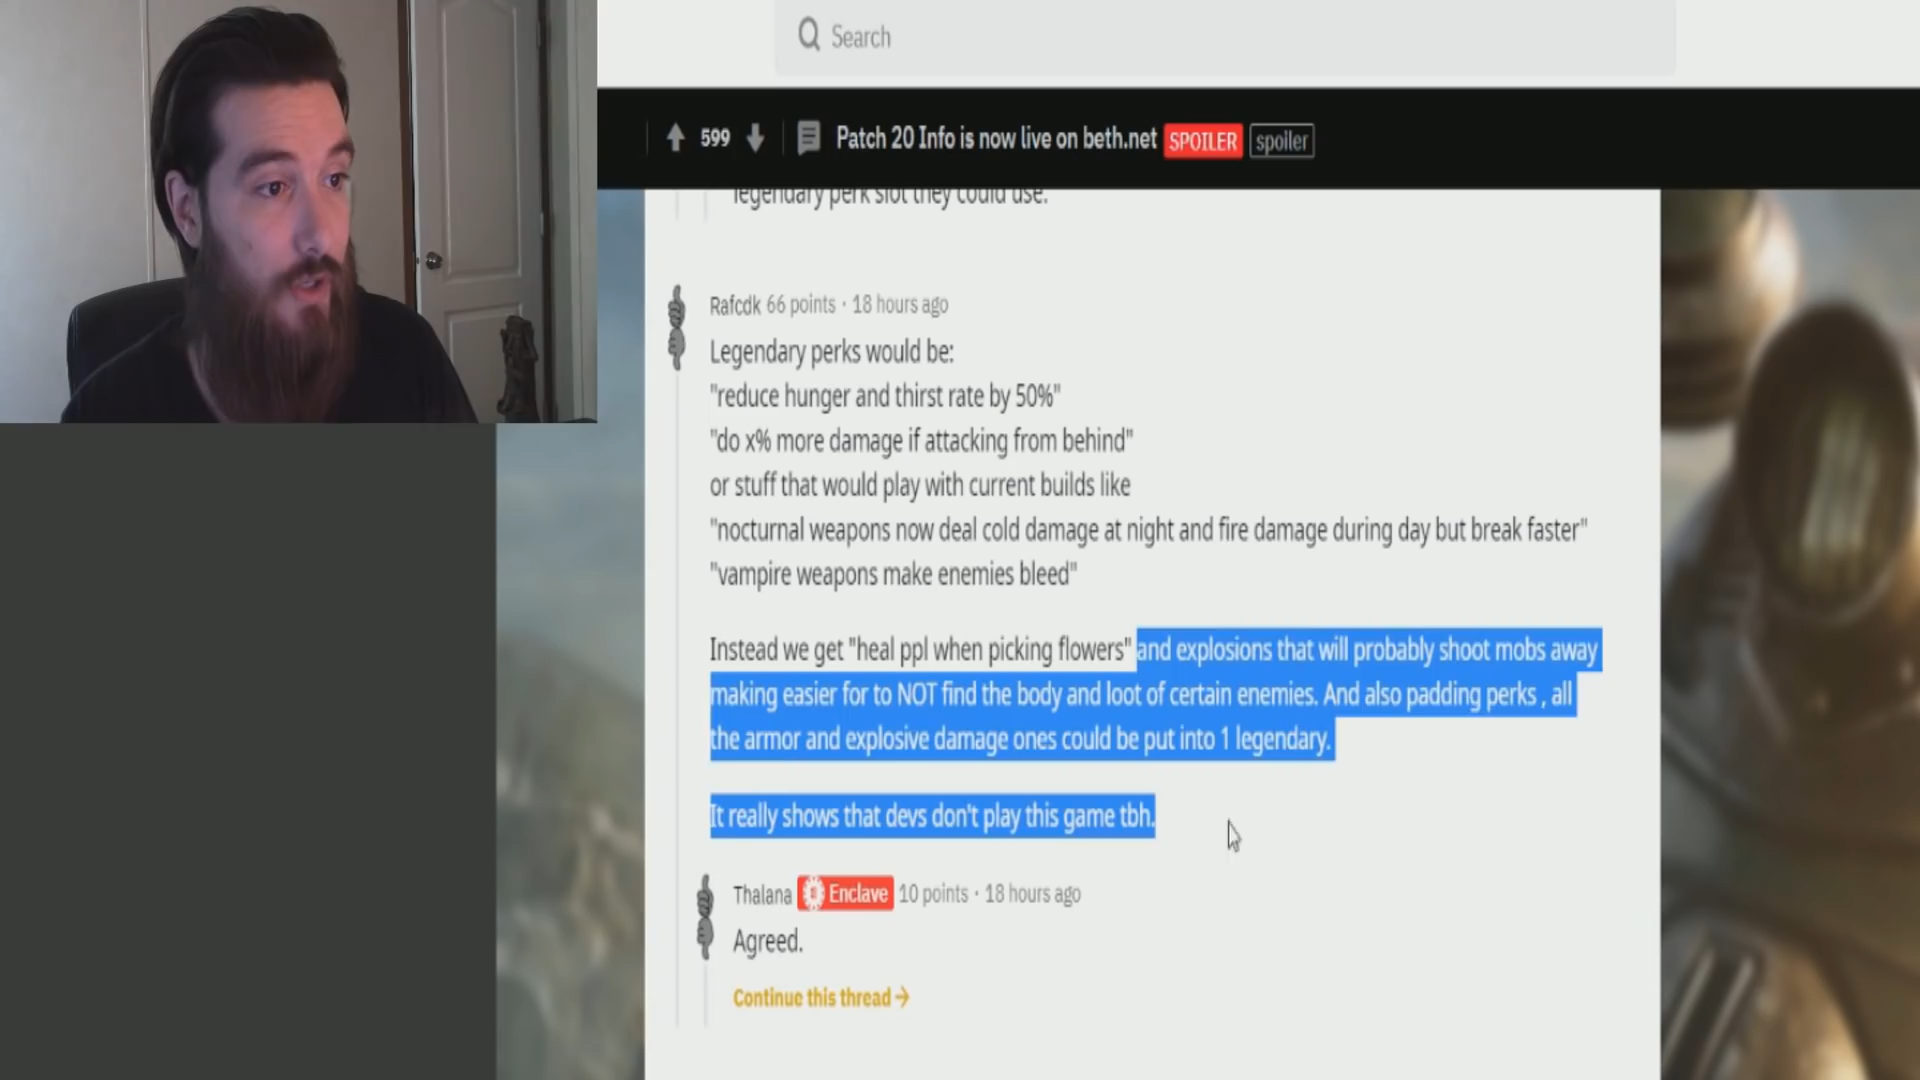 Search
599 Patch 20 Info is now live on beth.net SPOILER spoiler
legendary perk slot they could use.
Rafcdk 66 points · 18 hours ago
Legendary perks would be:
"reduce hunger and thirst rate by 50%"
"do x% more damage if attacking from behind"
or stuff that would play with current builds like
"nocturnal weapons now deal cold damage at night and fire damage during day but break faster"
"vampire weapons make enemies bleed"
Instead we get "heal ppl when picking flowers" and explosions that will probably shoot mobs away
making easier for to NOT find the body and loot of certain enemies. And also padding perks , all
the armor and explosive damage ones could be put into 1 legendary.
It really shows that devs don't play this game tbh.
Thalana Enclave 10 points · 18 hours ago
Agreed.
Continue this thread →